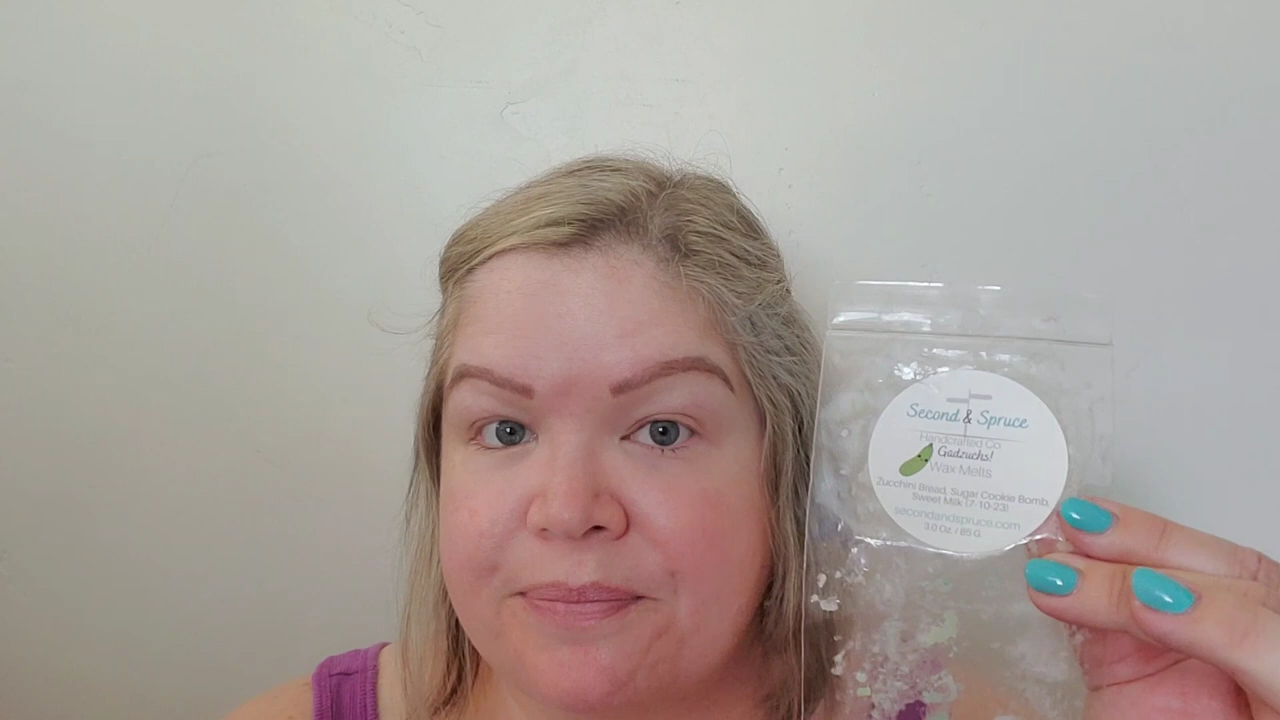 Second & Spruce
Handcrafted Co
Gadzuchs!
Wax Melts
Zucchini Bread, Sugar Cookie Bomb,
Sweet Milk (7-10-23)
secondandspruce.com
3.0 Oz. / 85 G.